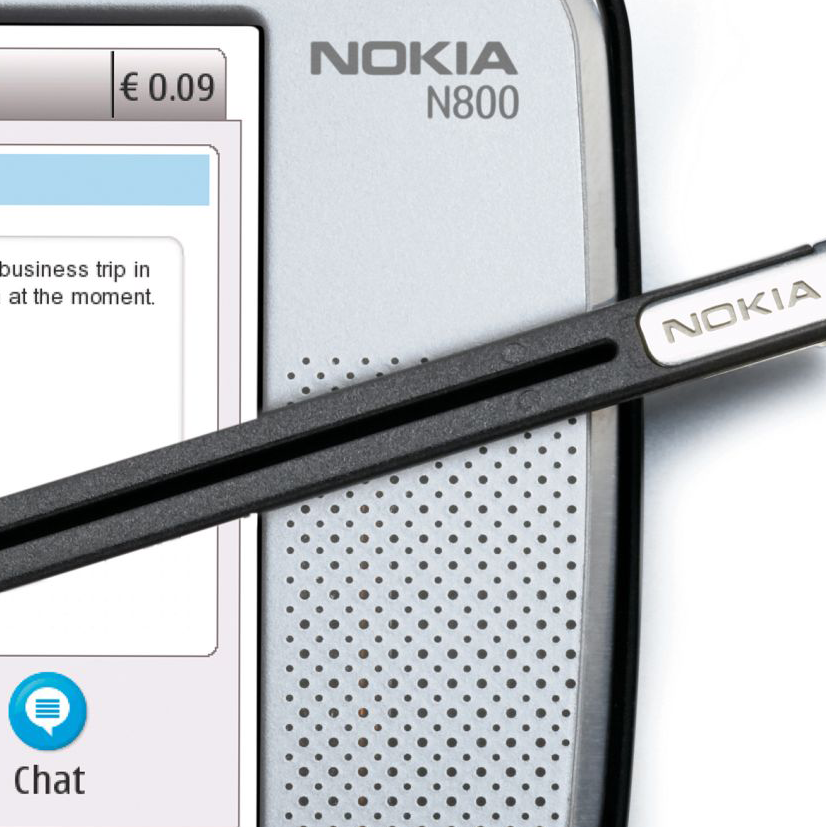 NOKIA
N800
€ 0.09
business trip in
at the moment.
NOKIA
Chat